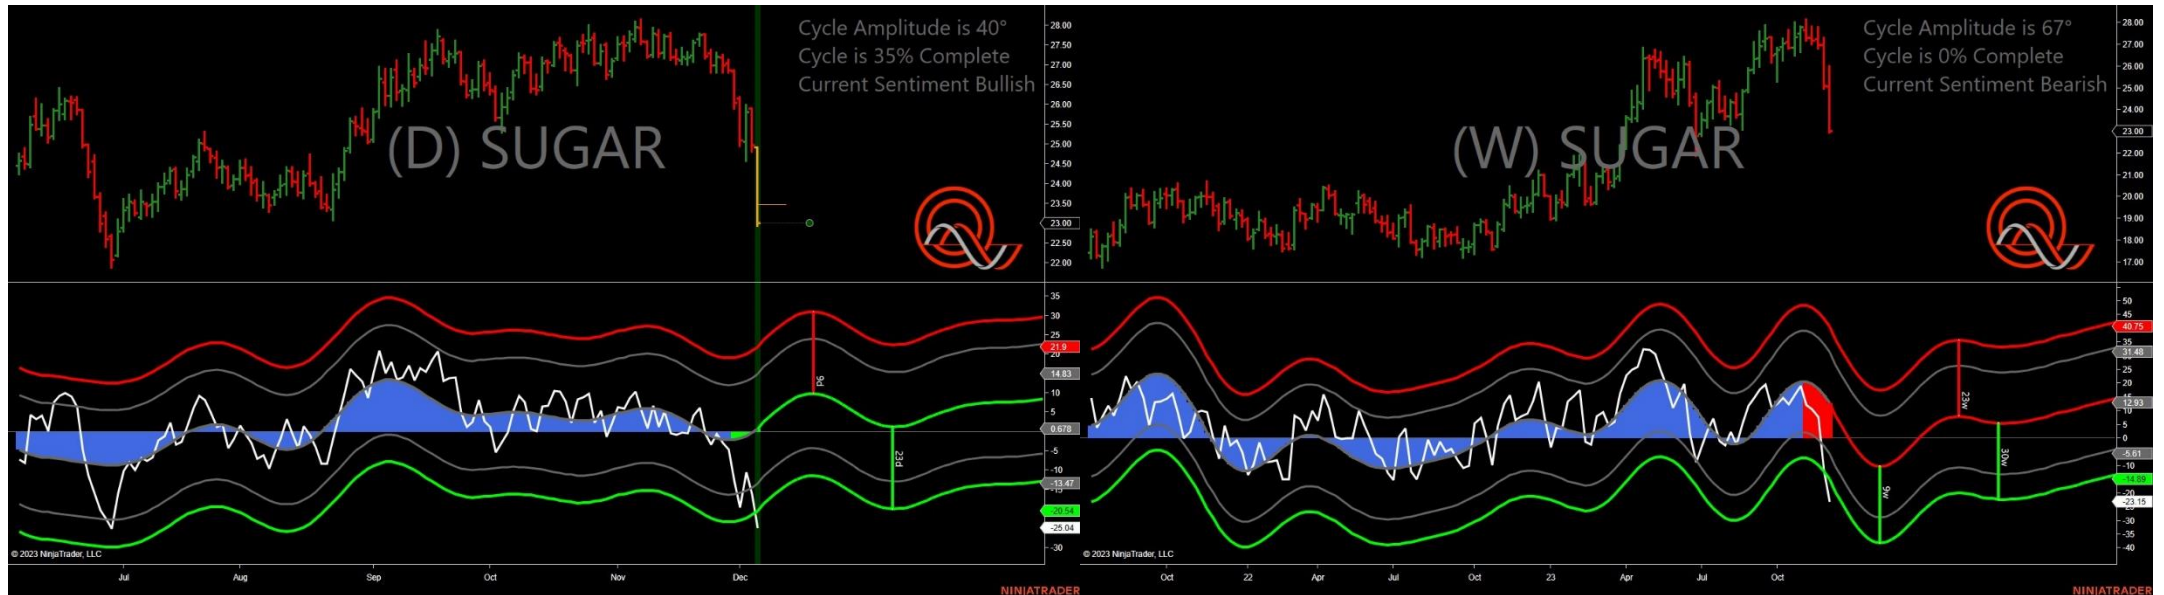 Cycle Amplitude is 40°
Cycle is 35% Complete
Current Sentiment Bullish
(D) SUGAR
28.00
27.50
27.00
26.50
26.00
25.50
25.00
24.50
24.00
23.50
23.00
22.50
22.00
35
30
25
21.9
20
14.83
10
5
0.678
-5
-10
-13.47
-20.54
-25.04
-30
9d
23d
© 2023 NinjaTrader, LLC
Jul
Aug
Sep
Oct
Nov
Dec
NINJATRADER
Cycle Amplitude is 67°
Cycle is 0% Complete
Current Sentiment Bearish
(W) SUGAR
28.00
27.00
26.00
25.00
24.00
23.00
22.00
21.00
20.00
19.00
18.00
17.00
50
45
40.75
35
31.48
25
20
15
12.93
5
0
-5.61
-10
-14.89
-20
-23.15
-30
-35
-40
9w
23w
30w
© 2023 NinjaTrader, LLC
Oct
22
Apr
Jul
Oct
23
Apr
Jul
Oct
NINJATRADER